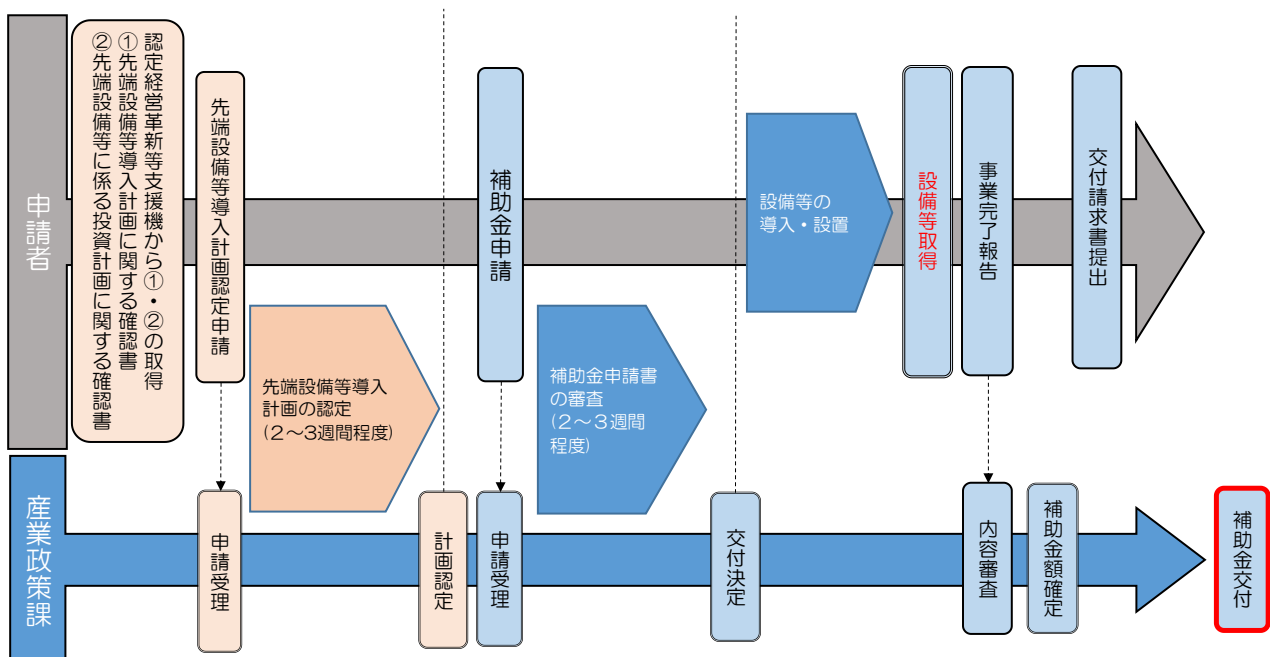 申請者
認定経営革新等支援機から①・②の取得
①先端設備等導入計画に関する確認書
②先端設備等に係る投資計画に関する確認書
先端設備等導入計画認定申請
先端設備等導入
計画の認定
(2～3週間程度)
補助金申請
補助金申請書
の審査
(２～３週間
程度)
設備等の
導入・設置
設備等取得
事業完了報告
交付請求書提出
産業政策課
申請受理
計画認定
申請受理
交付決定
内容審査
補助金額確定
補助金交付